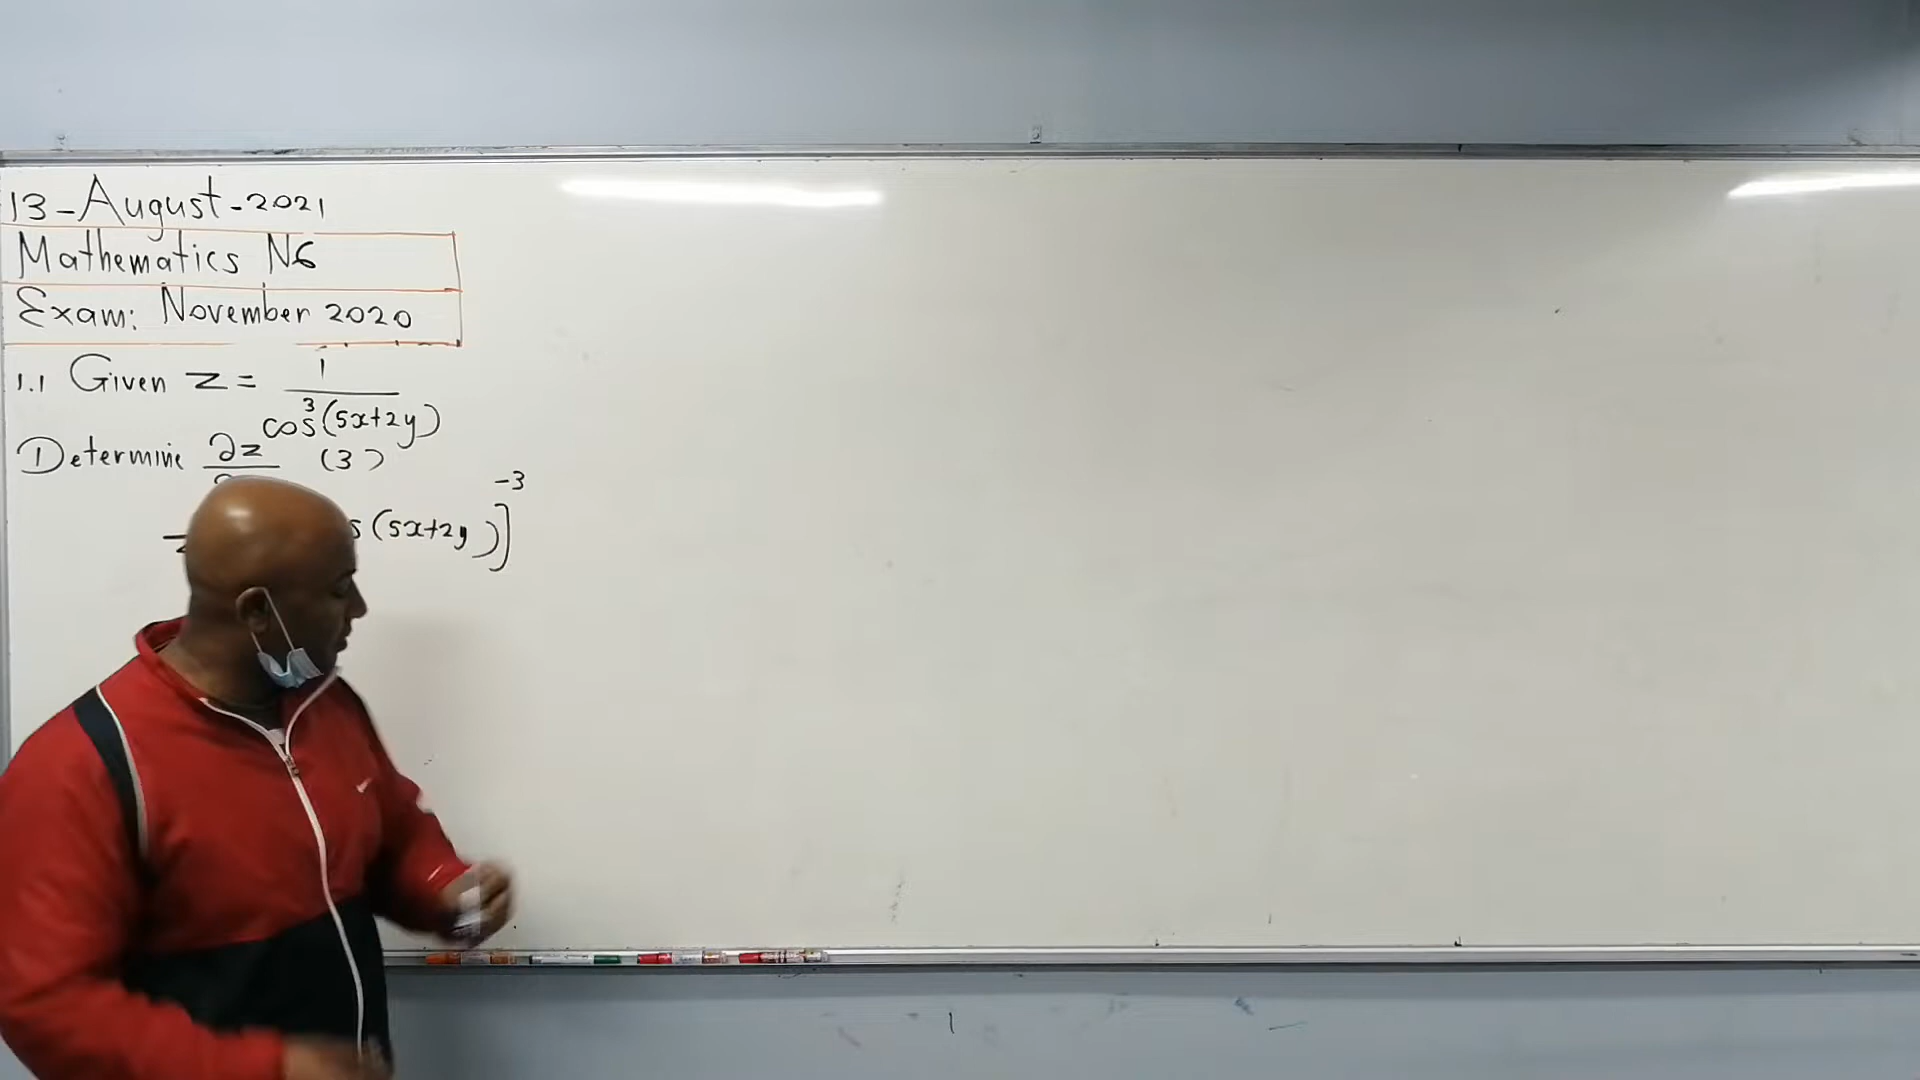 13-August-2021
Mathematics N6
Exam: November 2020
1.1 Given z = 1
cos³(5x+2y)
Determine ∂z (3)
(5x+2y)]⁻³